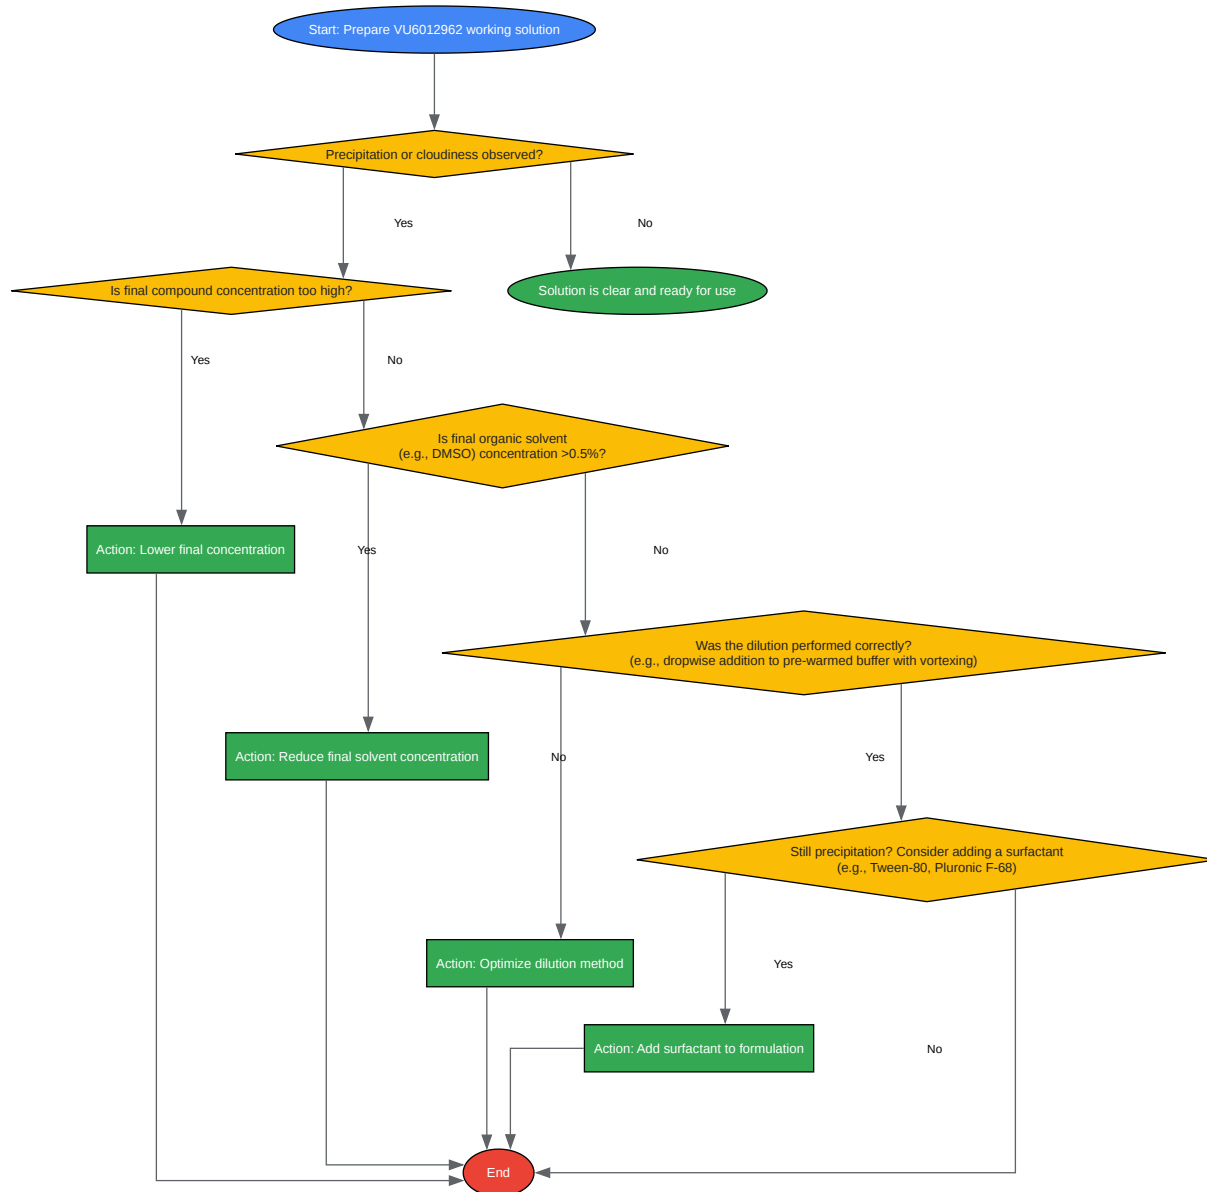 Start: Prepare VU6012962 working solution
Precipitation or cloudiness observed?
Yes
No
Is final compound concentration too high?
Solution is clear and ready for use
Yes
No
Is final organic solvent
(e.g., DMSO) concentration >0.5%?
Action: Lower final concentration
Yes
No
Was the dilution performed correctly?
(e.g., dropwise addition to pre-warmed buffer with vortexing)
Action: Reduce final solvent concentration
No
Yes
Still precipitation? Consider adding a surfactant
(e.g., Tween-80, Pluronic F-68)
Action: Optimize dilution method
Yes
Action: Add surfactant to formulation
No
End